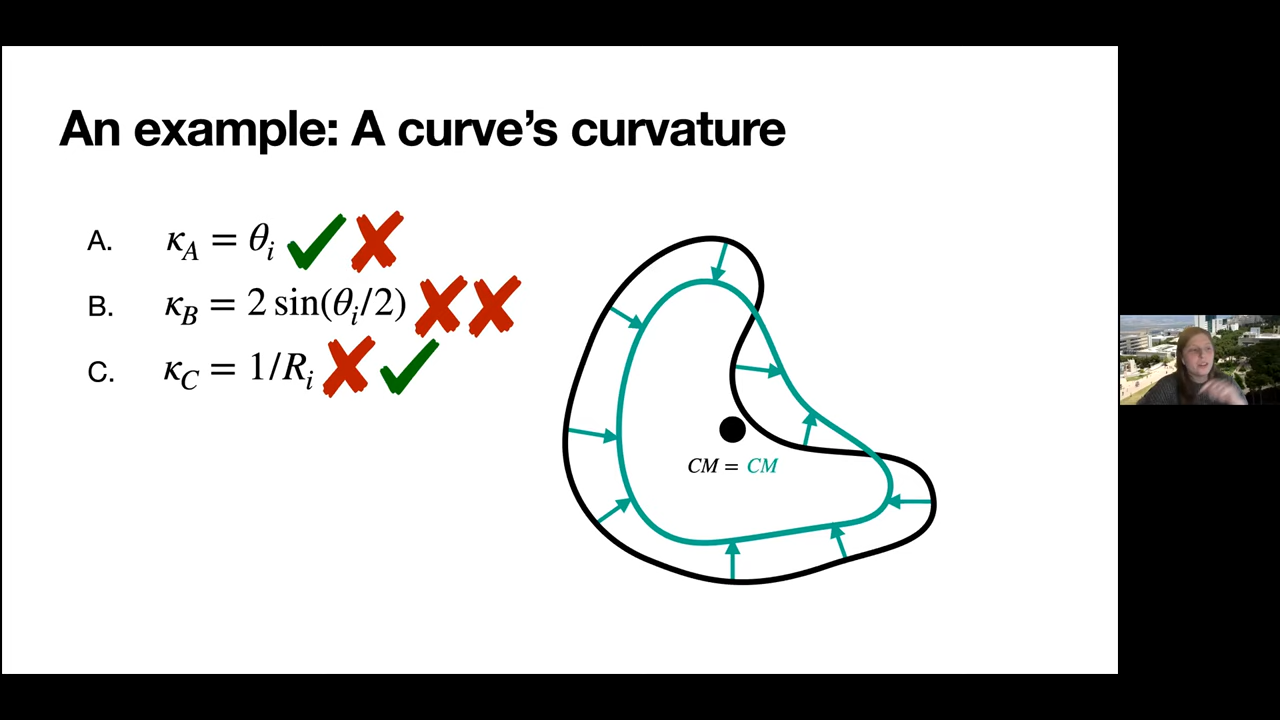 An example: A curve’s curvature
A. κ_A = θ_i
B. κ_B = 2 sin(θ_i/2)
C. κ_C = 1/R_i
CM = CM